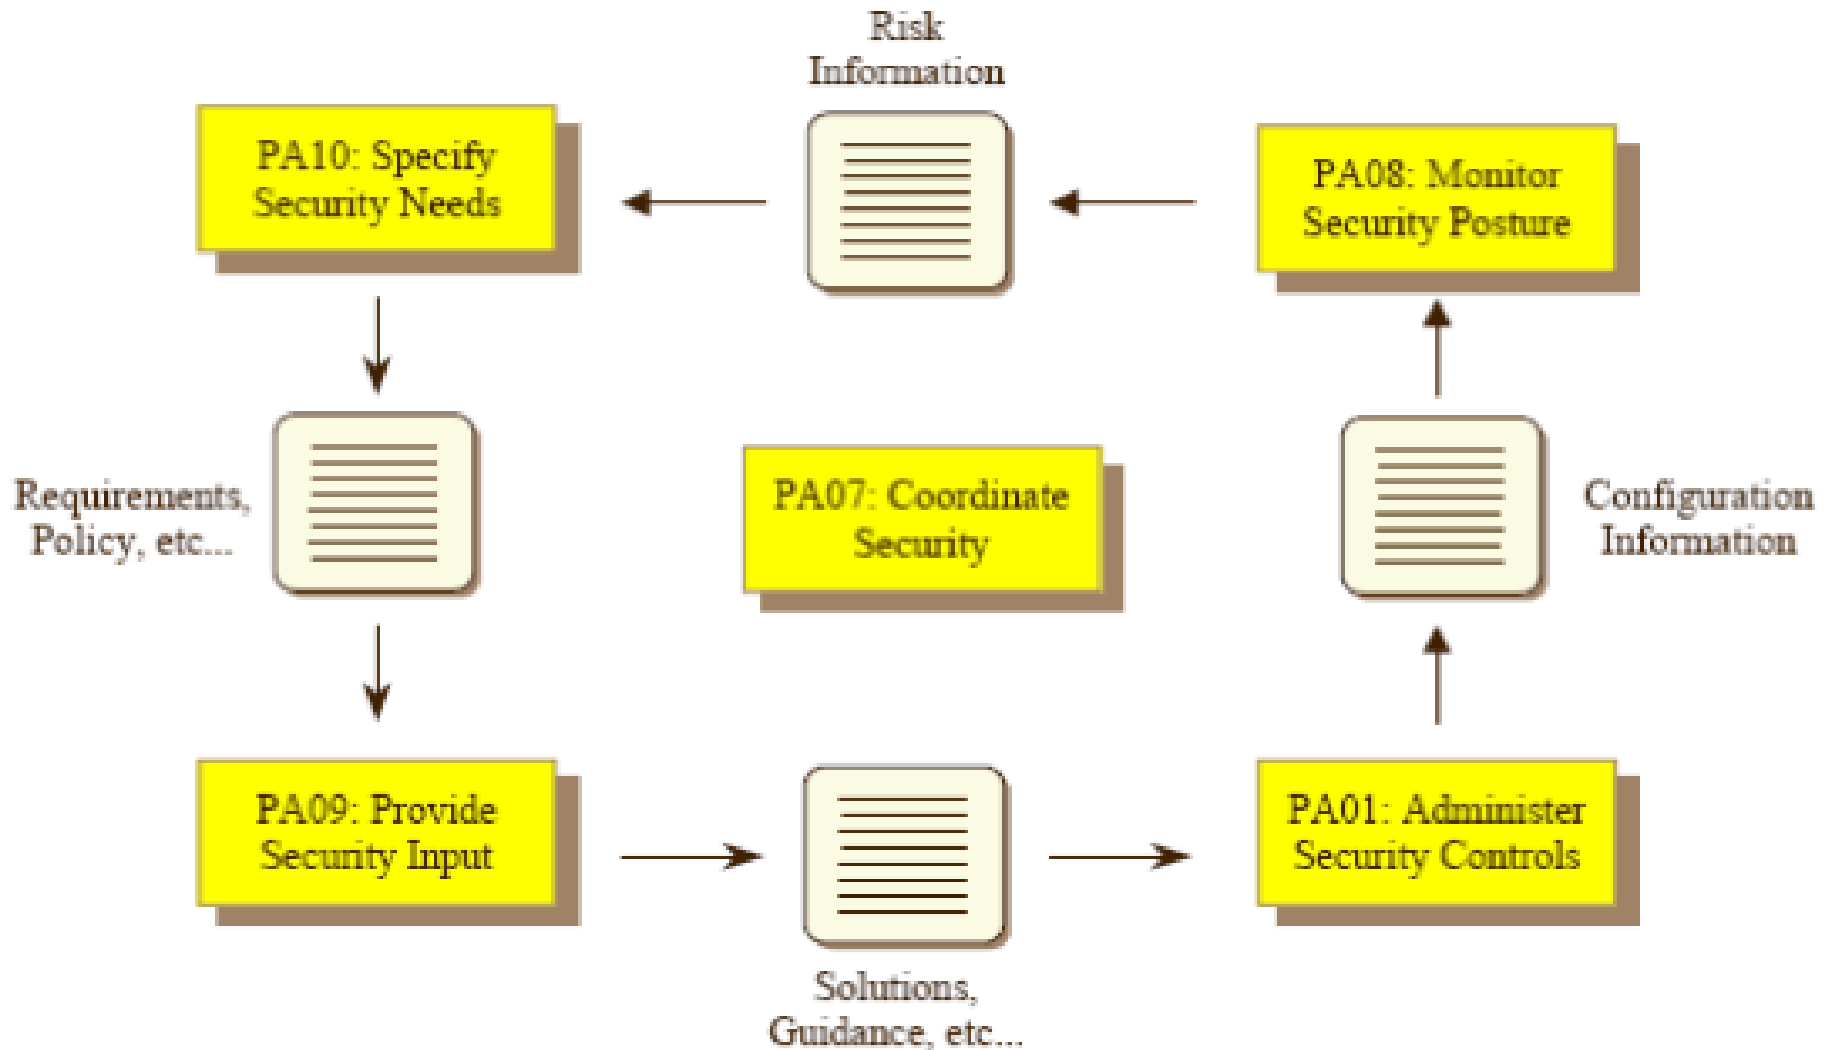 Risk
Information
PA10: Specify
Security Needs
PA08: Monitor
Security Posture
Requirements,
Policy, etc...
PA07: Coordinate
Security
Configuration
Information
PA09: Provide
Security Input
PA01: Administer
Security Controls
Solutions,
Guidance, etc...